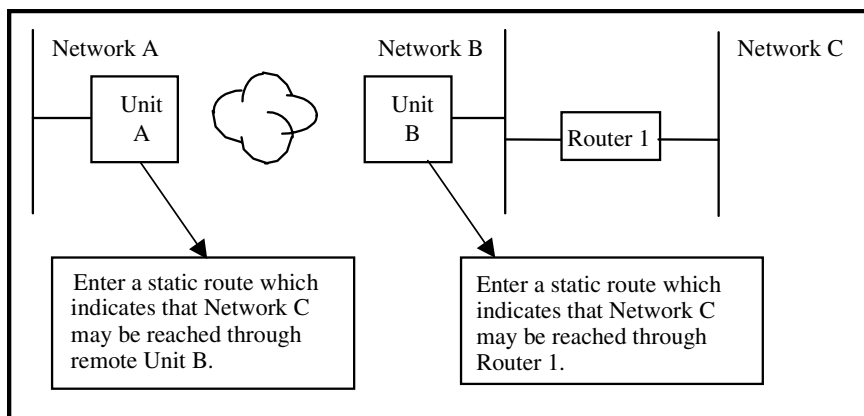 Network A
Network B
Network C
Unit
A
Unit
B
Router 1
Enter a static route which
indicates that Network C
may be reached through
remote Unit B.
Enter a static route which
indicates that Network C
may be reached through
Router 1.